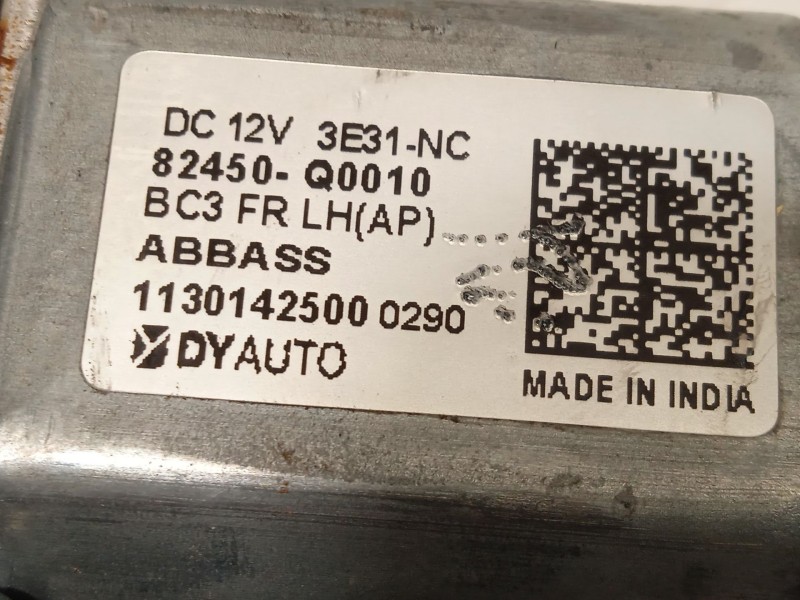 DC 12V 3E31-NC
82450- Q0010
BC3 FR LH(AP)
ABBASS
1130142500 0290
DYAUTO
MADE IN INDIA